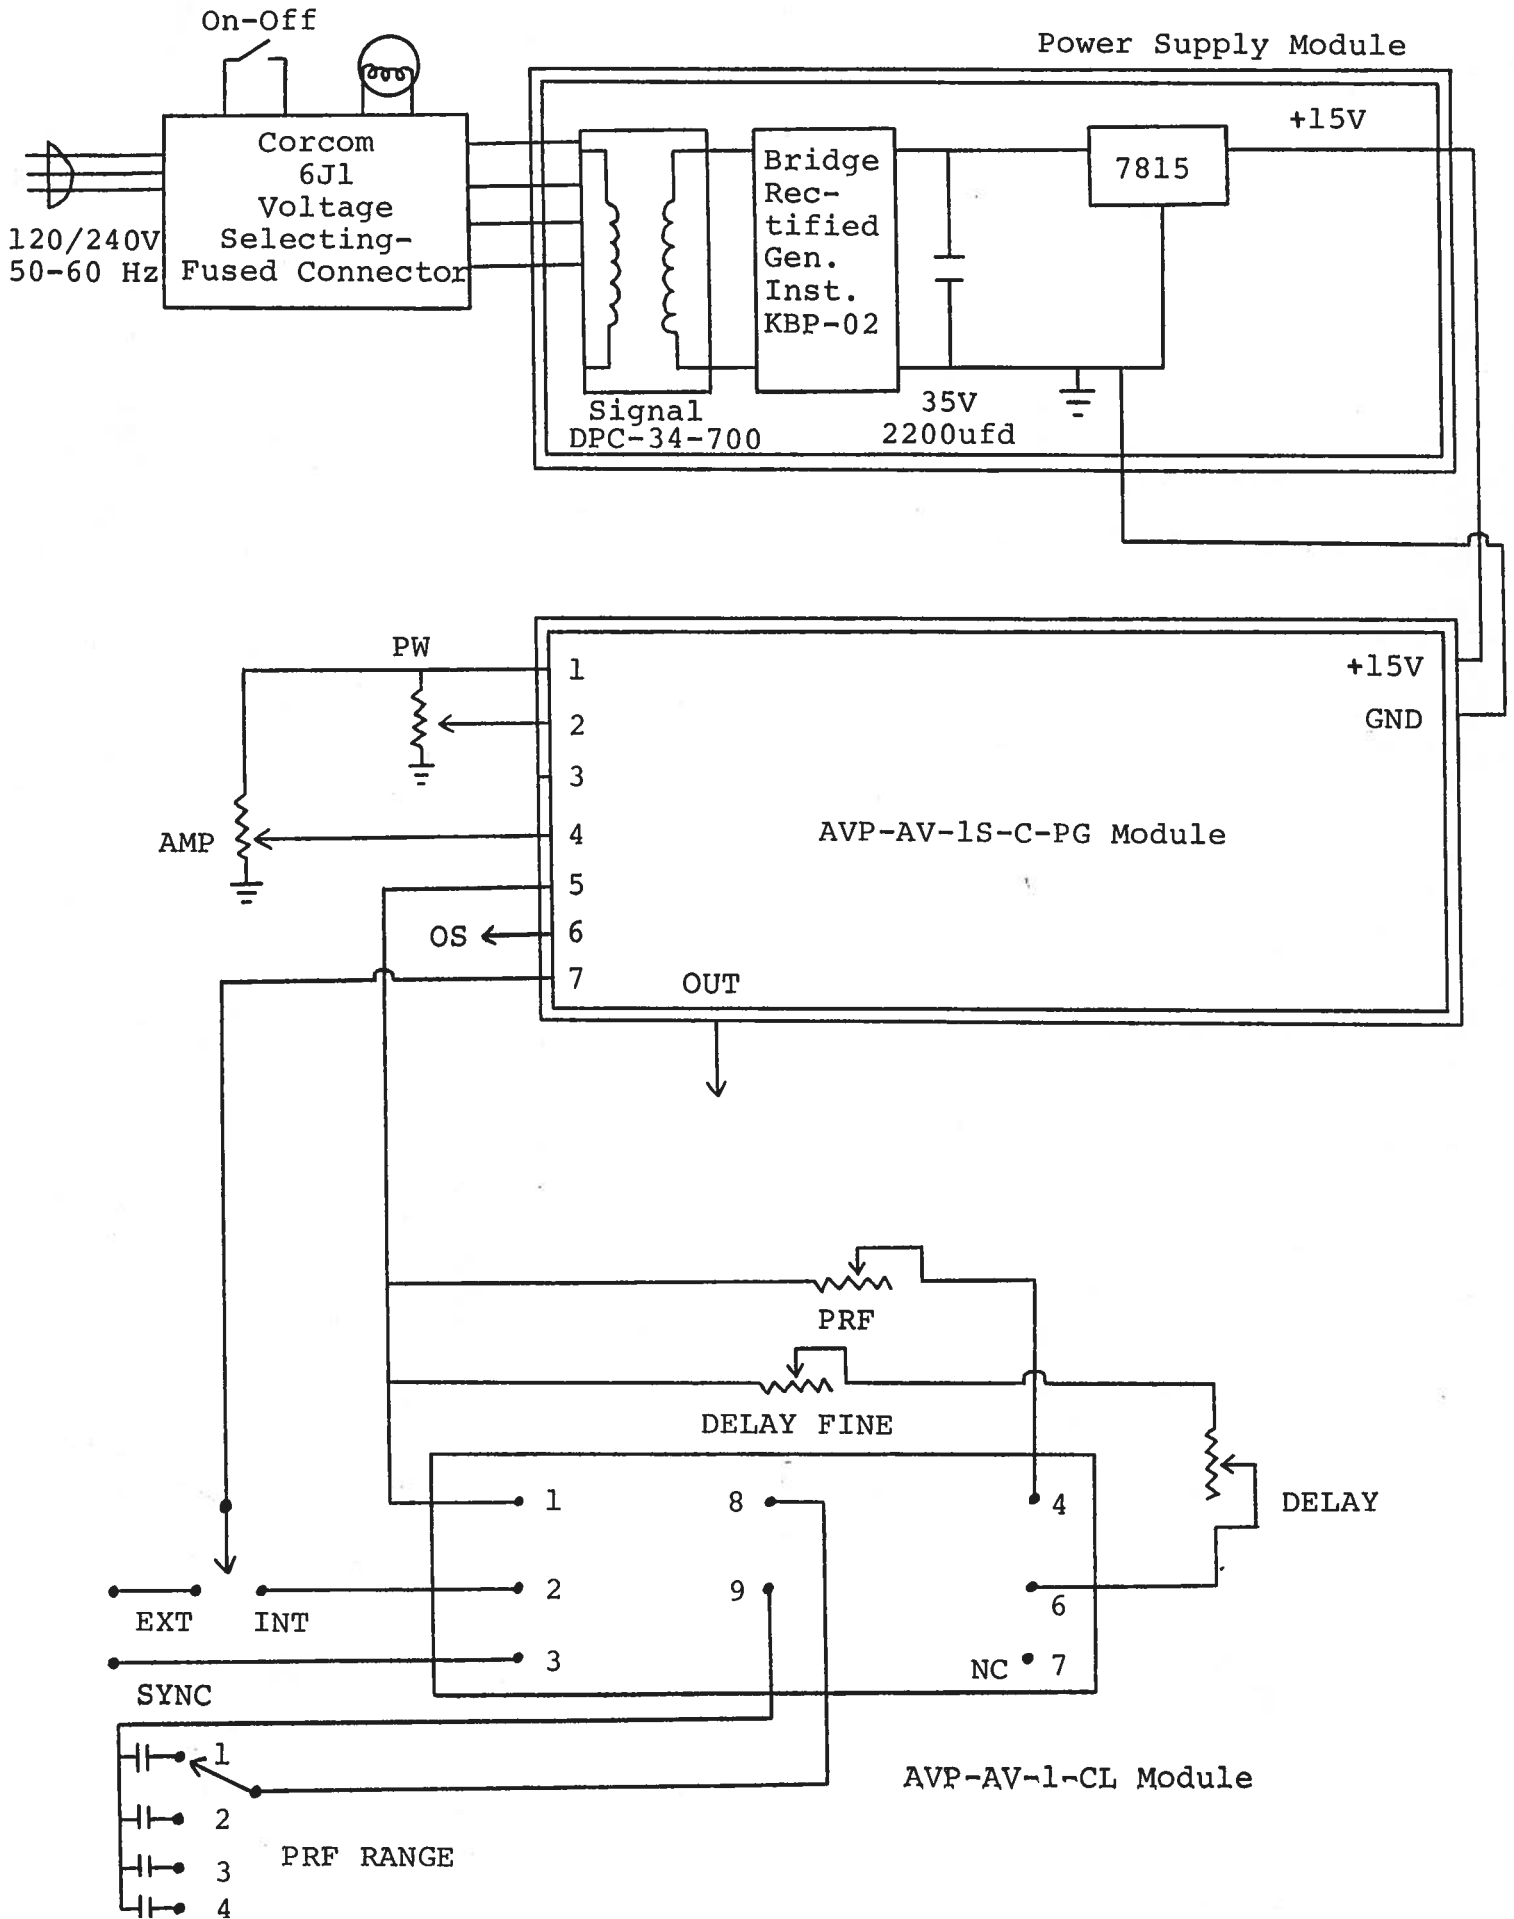 On-Off
Power Supply Module
+15V
Corcom
6J1
Voltage
Selecting-
Fused Connector
120/240V
50-60 Hz
Bridge
Rec-
tified
Gen.
Inst.
KBP-02
7815
Signal
DPC-34-700
35V
2200ufd
PW
1
2
3
4
5
6
7
+15V
GND
AMP
AVP-AV-1S-C-PG Module
OS
OUT
PRF
DELAY FINE
DELAY
1
8
4
2
9
6
3
NC
7
EXT
INT
SYNC
1
2
3
4
PRF RANGE
AVP-AV-1-CL Module